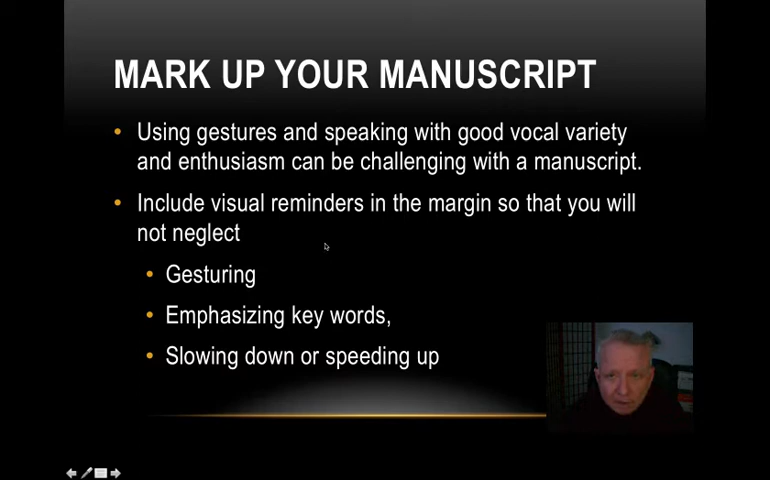 MARK UP YOUR MANUSCRIPT
• Using gestures and speaking with good vocal variety
and enthusiasm can be challenging with a manuscript.
• Include visual reminders in the margin so that you will
not neglect
• Gesturing
• Emphasizing key words,
• Slowing down or speeding up